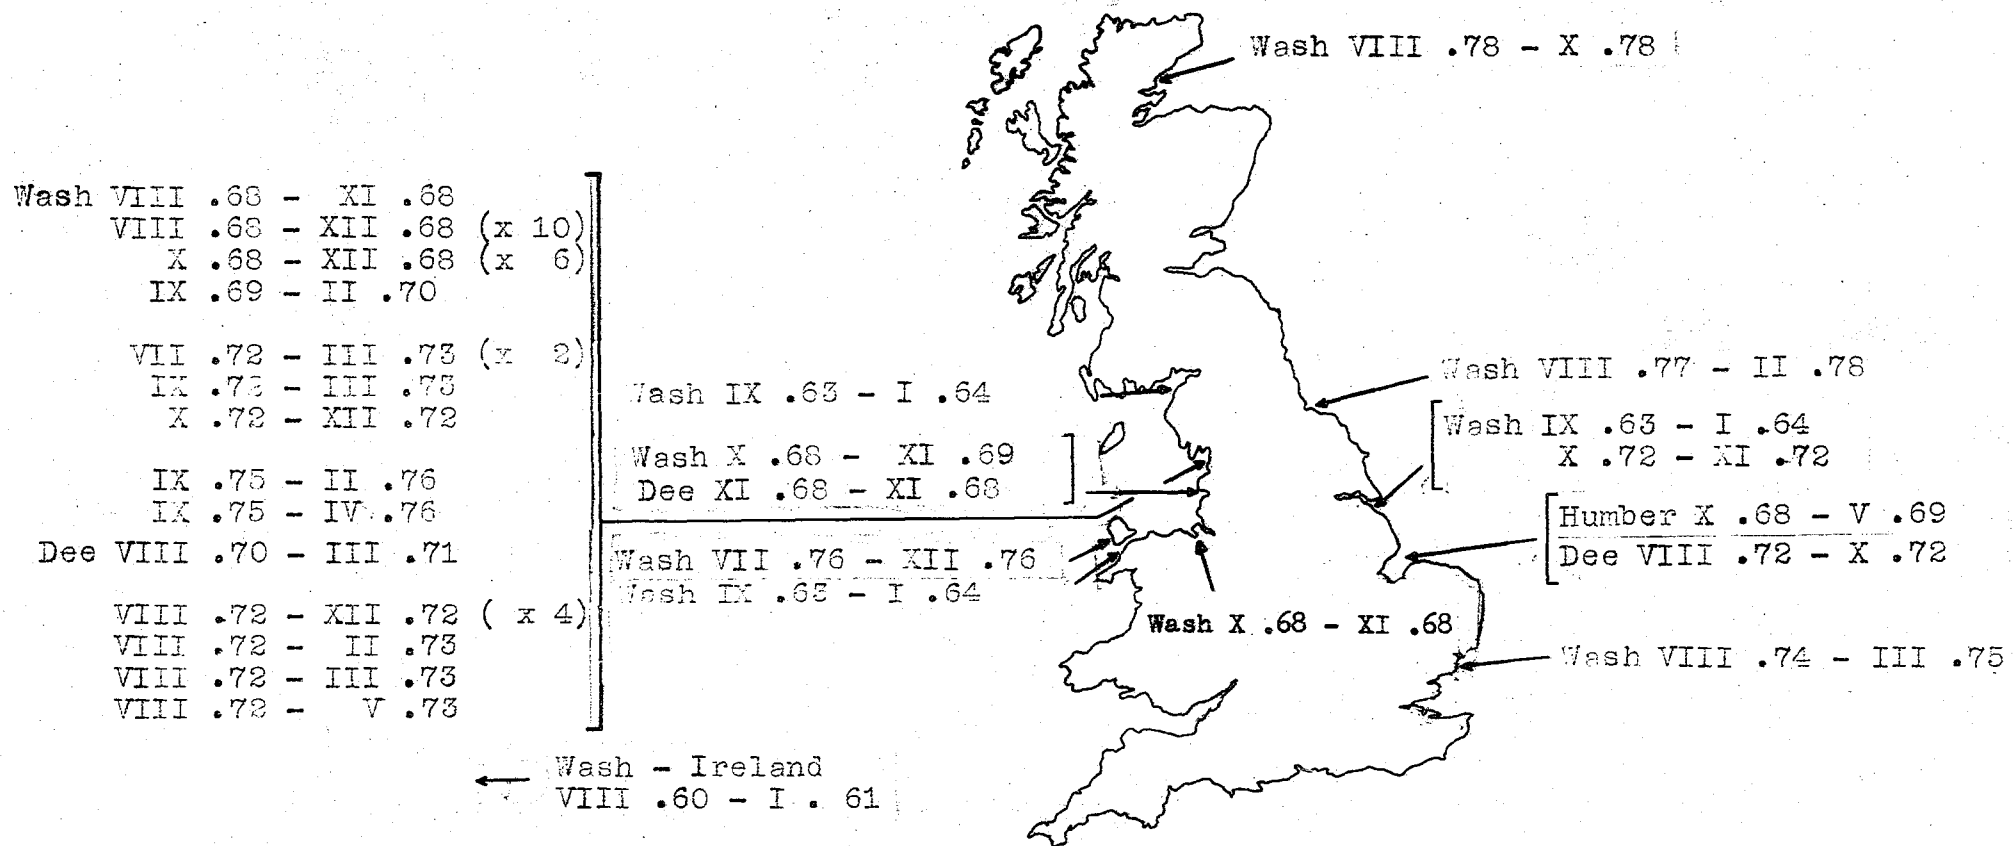 Wash VIII .78 - X .78
Wash VIII .68 - XI .68
VIII .68 - XII .68 (x 10)
X .68 - XII .68 (x 6)
IX .69 - II .70
VII .72 - III .73 (x 2)
IX .72 - III .73
X .72 - XII .72
IX .75 - II .76
IX .75 - IV .76
Dee VIII .70 - III .71
VIII .72 - XII .72 ( x 4)
VIII .72 - II .73
VIII .72 - III .73
VIII .72 - V .73
Wash IX .63 - I .64
Wash X .68 - XI .69
Dee XI .68 - XI .68
Wash VII .76 - XII .76
Wash IX .63 - I .64
Wash X .68 - XI .68
Wash VIII .77 - II .78
Wash IX .63 - I .64
X .72 - XI .72
Humber X .68 - V .69
Dee VIII .72 - X .72
Wash VIII .74 - III .75
Wash - Ireland
VIII .60 - I . 61